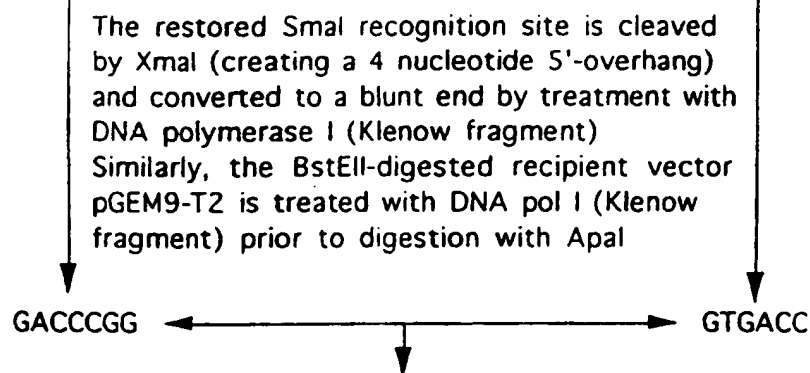 The restored SmaI recognition site is cleaved
by XmaI (creating a 4 nucleotide 5'-overhang)
and converted to a blunt end by treatment with
DNA polymerase I (Klenow fragment)
Similarly, the BstEII-digested recipient vector
pGEM9-T2 is treated with DNA pol I (Klenow
fragment) prior to digestion with ApaI
GACCCGG GTGACC